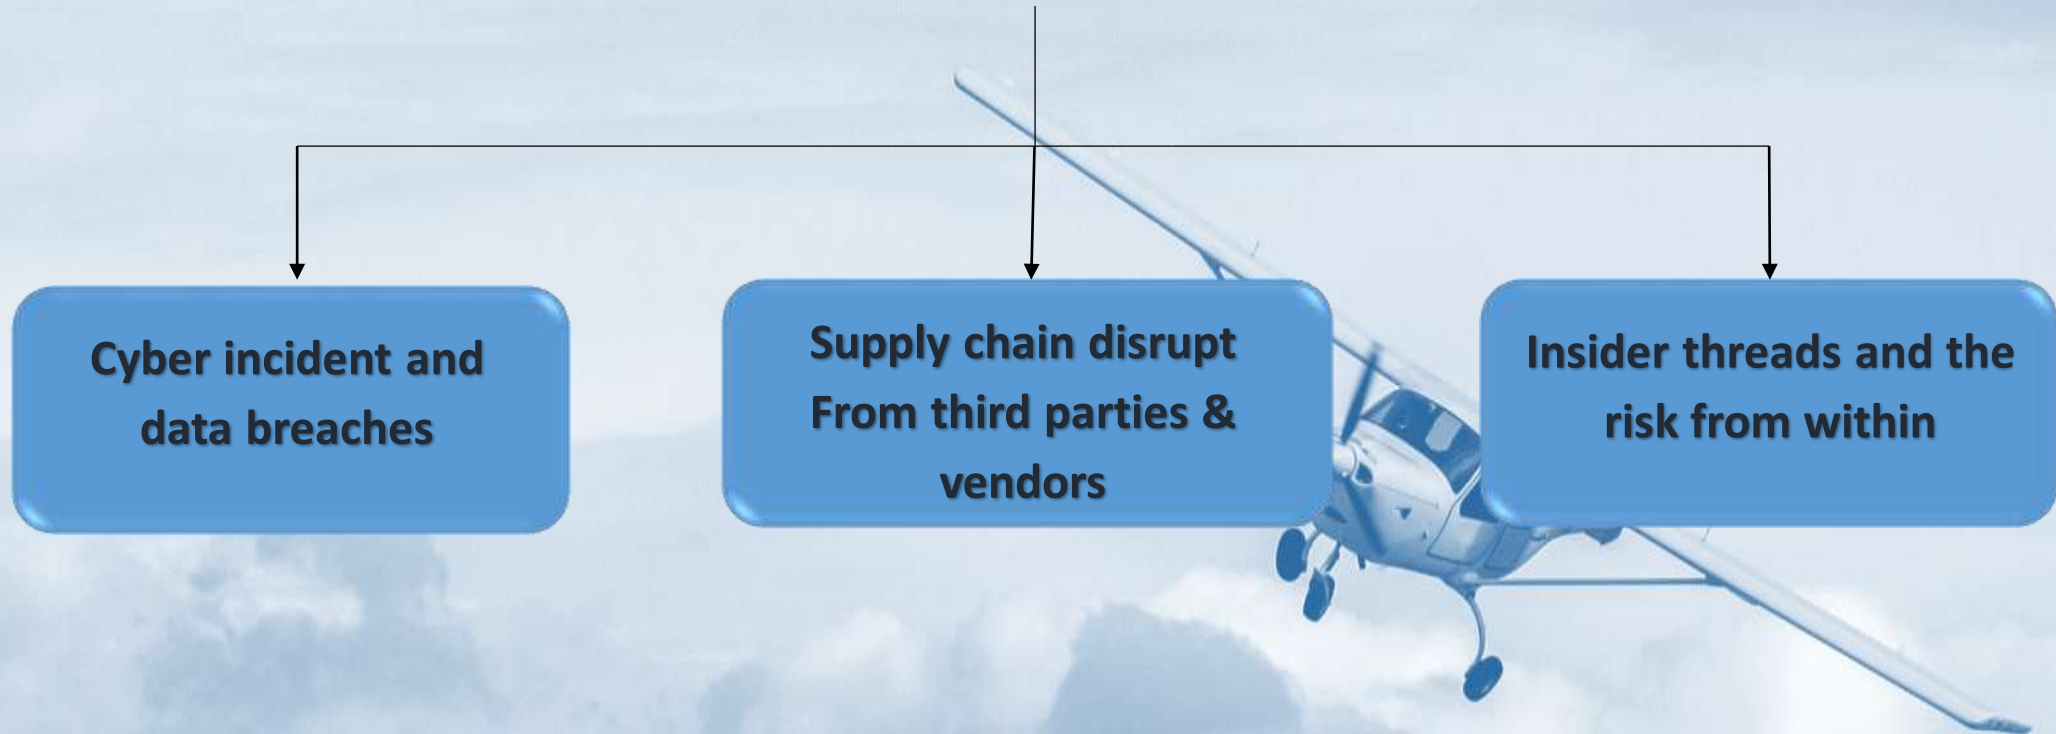 Cyber incident and
data breaches
Supply chain disrupt
From third parties &
vendors
Insider threads and the
risk from within